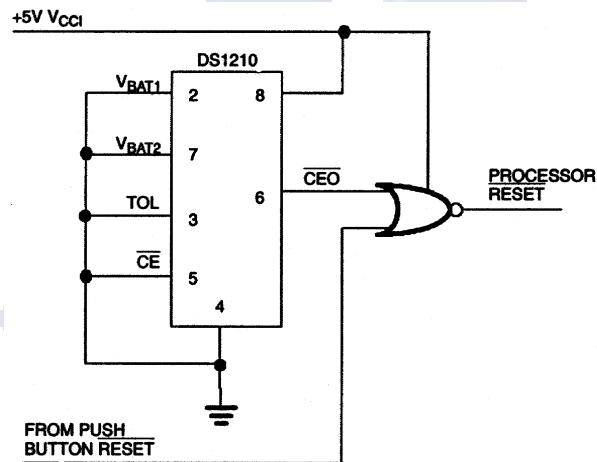 +5V VCCI
DS1210
VBAT1
2
8
VBAT2
7
CEO
6
TOL
3
CE
5
4
PROCESSOR
RESET
FROM PUSH
BUTTON RESET